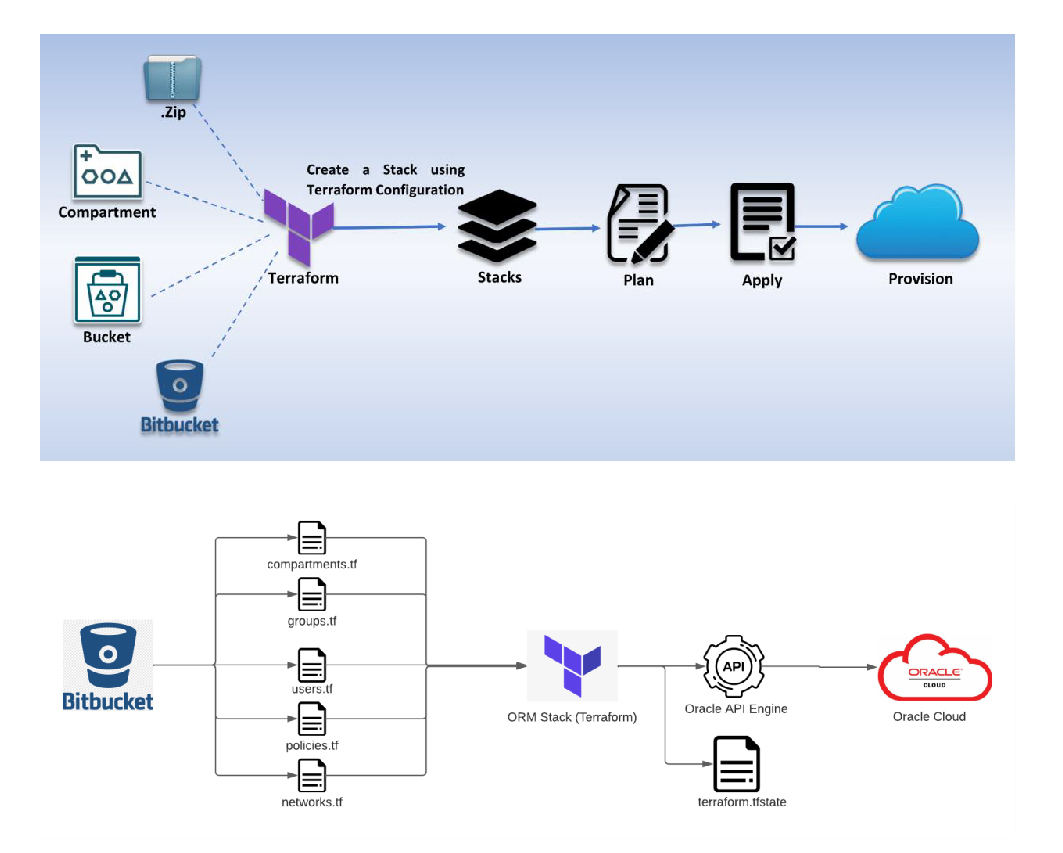 .Zip
Compartment
Bucket
Bitbucket
Terraform
Create a Stack using
Terraform Configuration
Stacks
Plan
Apply
Provision
Bitbucket
compartments.tf
groups.tf
users.tf
policies.tf
networks.tf
ORM Stack (Terraform)
API
Oracle API Engine
terraform.tfstate
ORACLE
CLOUD
Oracle Cloud